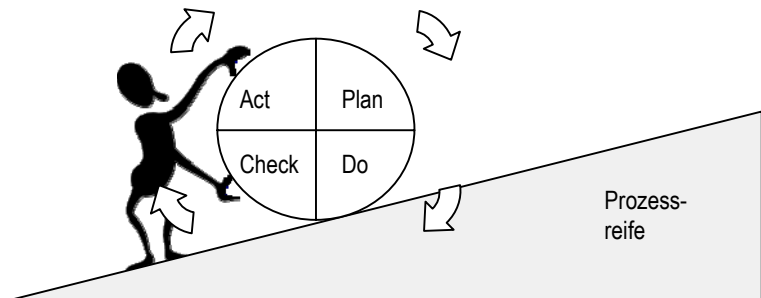 Act
Plan
Check
Do
Prozess-
reife